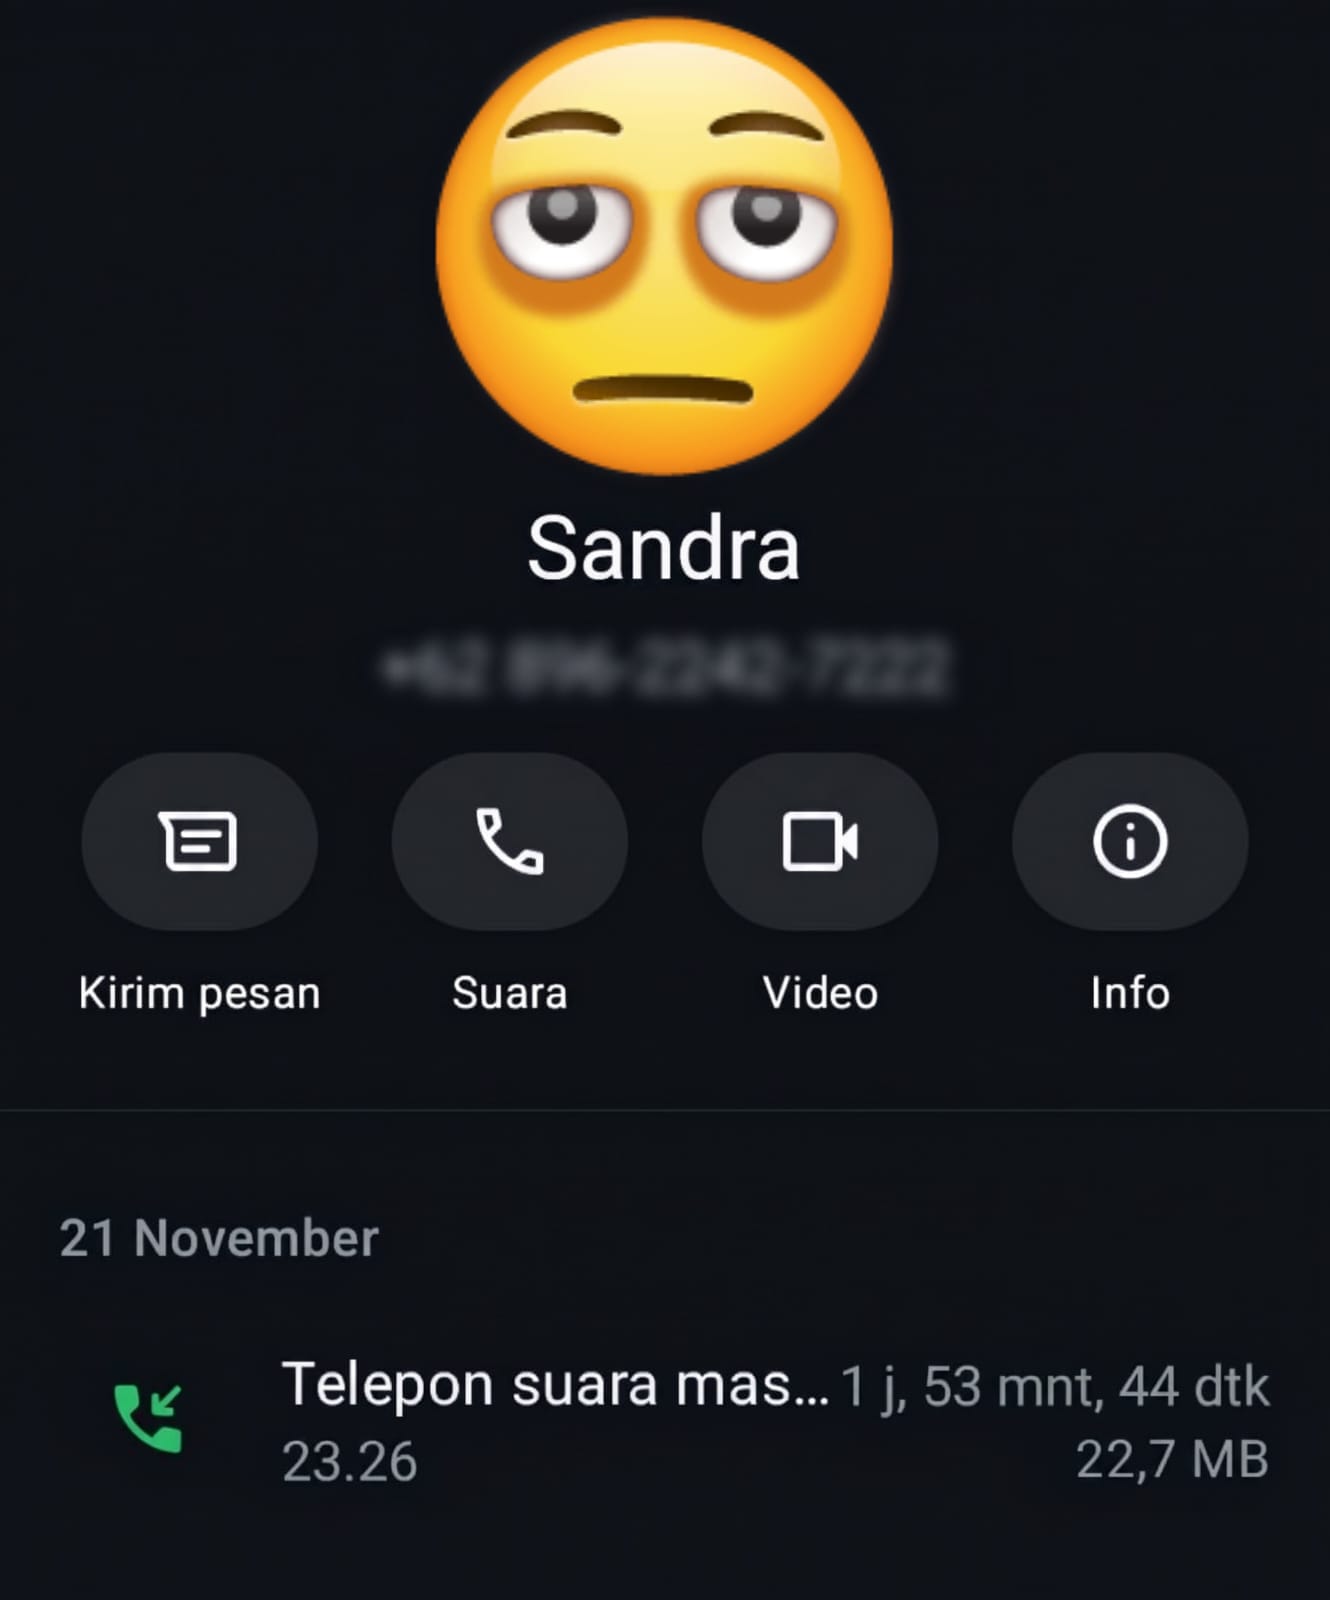 Sandra
Kirim pesan
Suara
Video
Info
21 November
Telepon suara mas... 1 j, 53 mnt, 44 dtk
23.26 22,7 MB